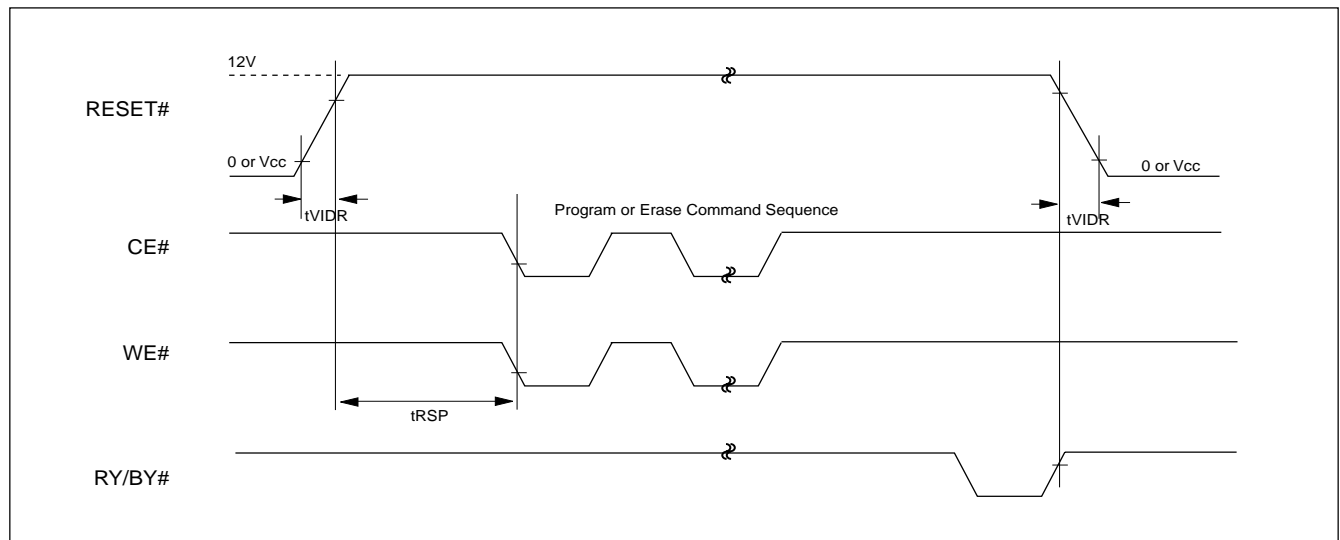 12V
RESET#
0 or Vcc
0 or Vcc
tVIDR
Program or Erase Command Sequence
tVIDR
CE#
WE#
tRSP
RY/BY#